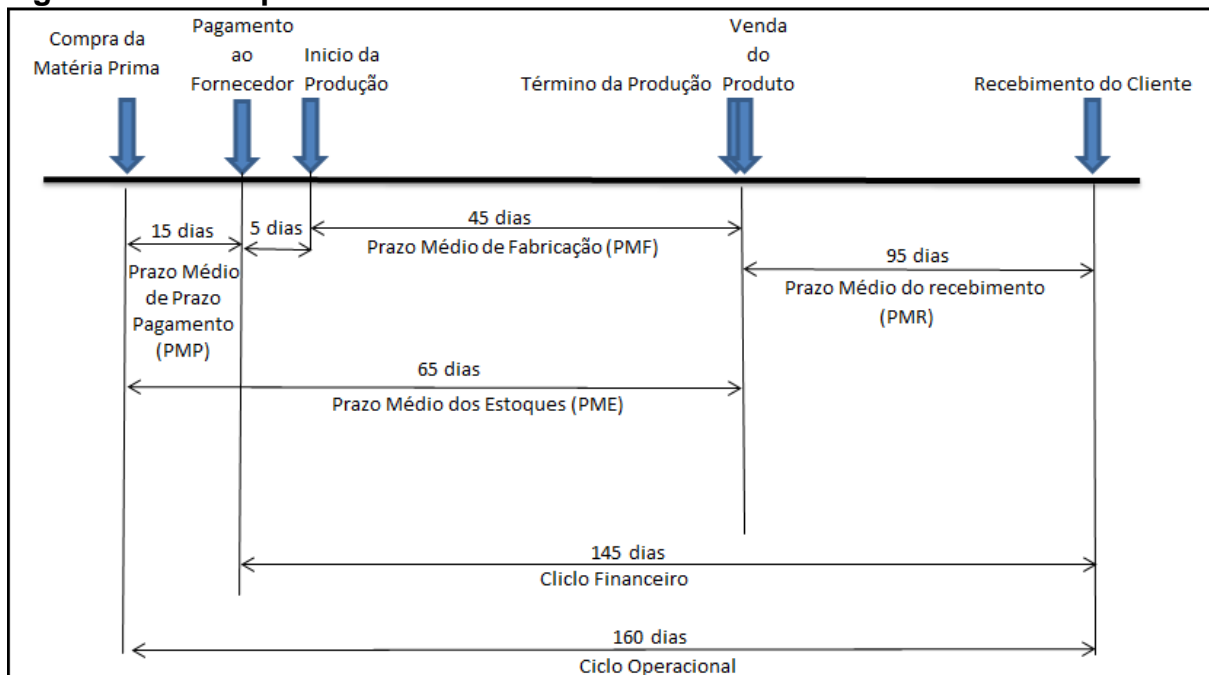 Compra da
Matéria Prima
Pagamento
ao
Fornecedor
Inicio da
Produção
Término da Produção
Venda
do
Produto
Recebimento do Cliente
15 dias
5 dias
45 dias
Prazo Médio de Fabricação (PMF)
95 dias
Prazo Médio do recebimento
(PMR)
Prazo Médio
de Prazo
Pagamento
(PMP)
65 dias
Prazo Médio dos Estoques (PME)
145 dias
Cliclo Financeiro
160 dias
Ciclo Operacional